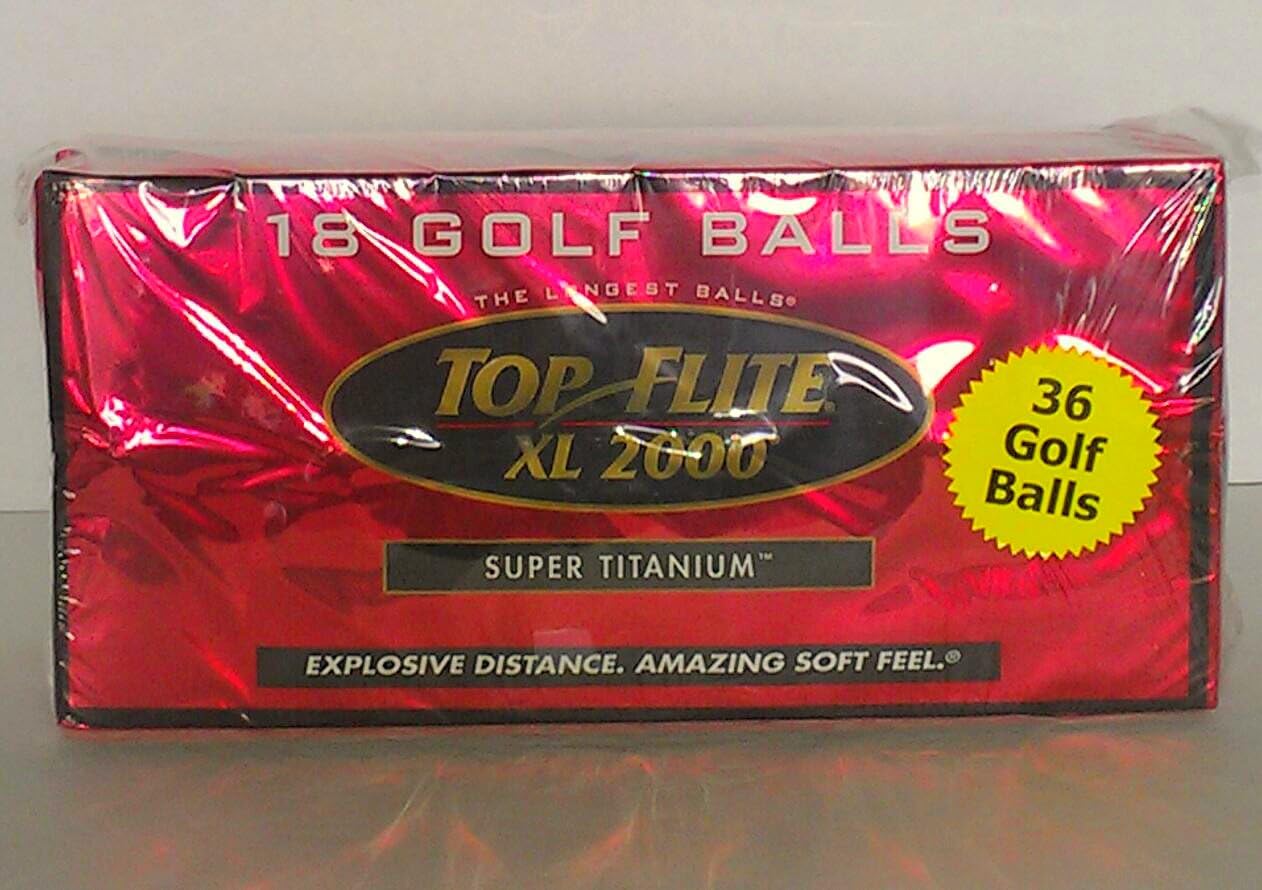 18 GOLF BALLS
THE LONGEST BALLS®
TOP FLITE®
XL 2000
SUPER TITANIUM™
EXPLOSIVE DISTANCE. AMAZING SOFT FEEL.®
36
Golf
Balls